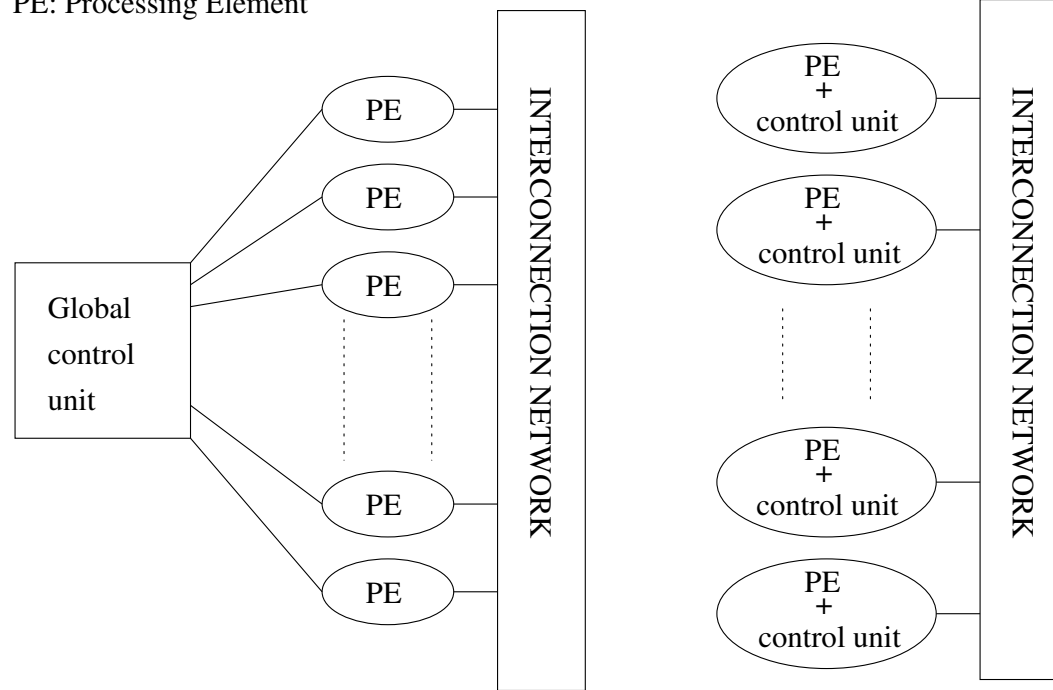 PE: Processing Element
PE
PE
PE
Global
control
unit
PE
PE
INTERCONNECTION NETWORK
PE
+
control unit
PE
+
control unit
PE
+
control unit
PE
+
control unit
INTERCONNECTION NETWORK